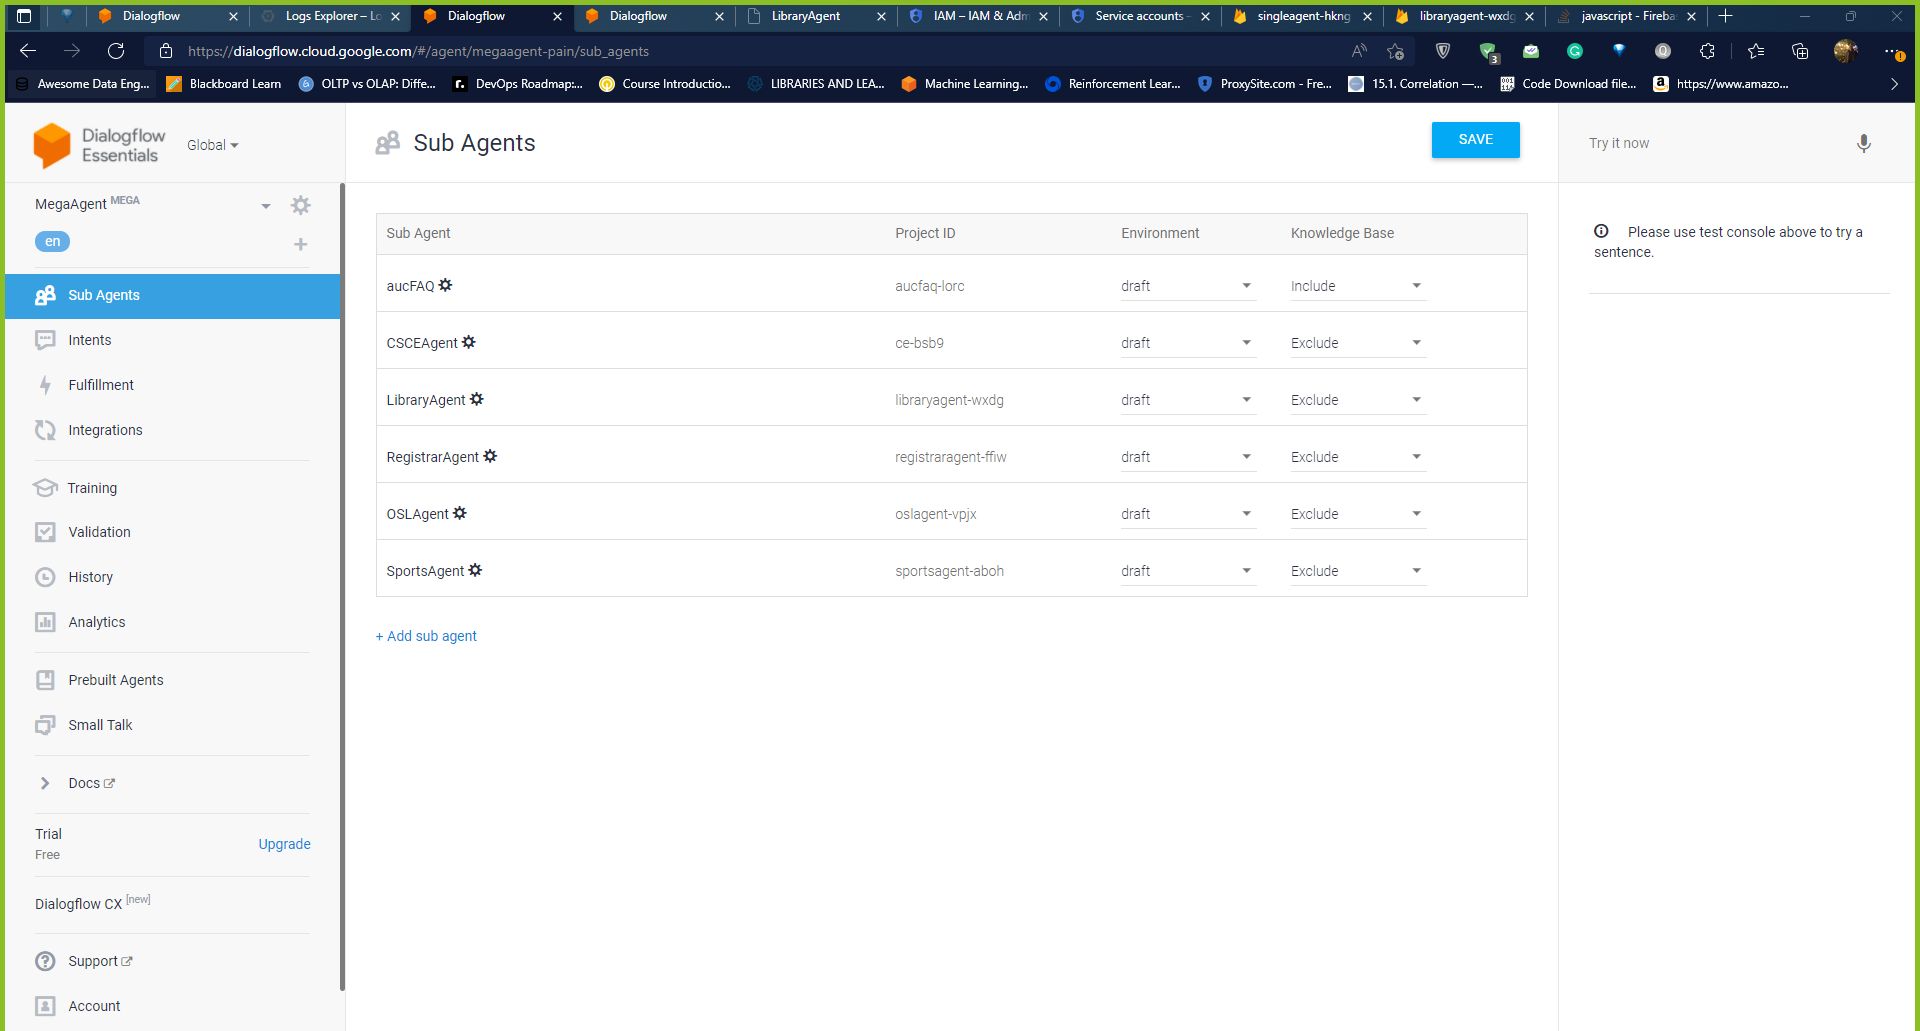 Dialogflow
Logs Explorer – Lo
Dialogflow
Dialogflow
LibraryAgent
IAM – IAM & Adm
Service accounts –
singleagent-hkng
libraryagent-wxdg
javascript - Fireba
https://dialogflow.cloud.google.com/#/agent/megaagent-pain/sub_agents
3
Awesome Data Eng...
Blackboard Learn
OLTP vs OLAP: Diffe...
DevOps Roadmap:...
Course Introductio...
LIBRARIES AND LEA...
Machine Learning...
Reinforcement Lear...
ProxySite.com - Fre...
15.1. Correlation —...
Code Download file...
https://www.amazo...
Dialogflow
Essentials
Global
MegaAgent MEGA
en
Sub Agents
Intents
Fulfillment
Integrations
Training
Validation
History
Analytics
Prebuilt Agents
Small Talk
Docs
Trial
Free
Upgrade
Dialogflow CX [new]
Support
Account
Sub Agents
SAVE
Sub Agent Project ID Environment Knowledge Base
aucFAQ aucfaq-lorc draft Include
CSCEAgent ce-bsb9 draft Exclude
LibraryAgent libraryagent-wxdg draft Exclude
RegistrarAgent registraragent-ffiw draft Exclude
OSLAgent oslagent-vpjx draft Exclude
SportsAgent sportsagent-aboh draft Exclude
+ Add sub agent
Try it now
Please use test console above to try a
sentence.